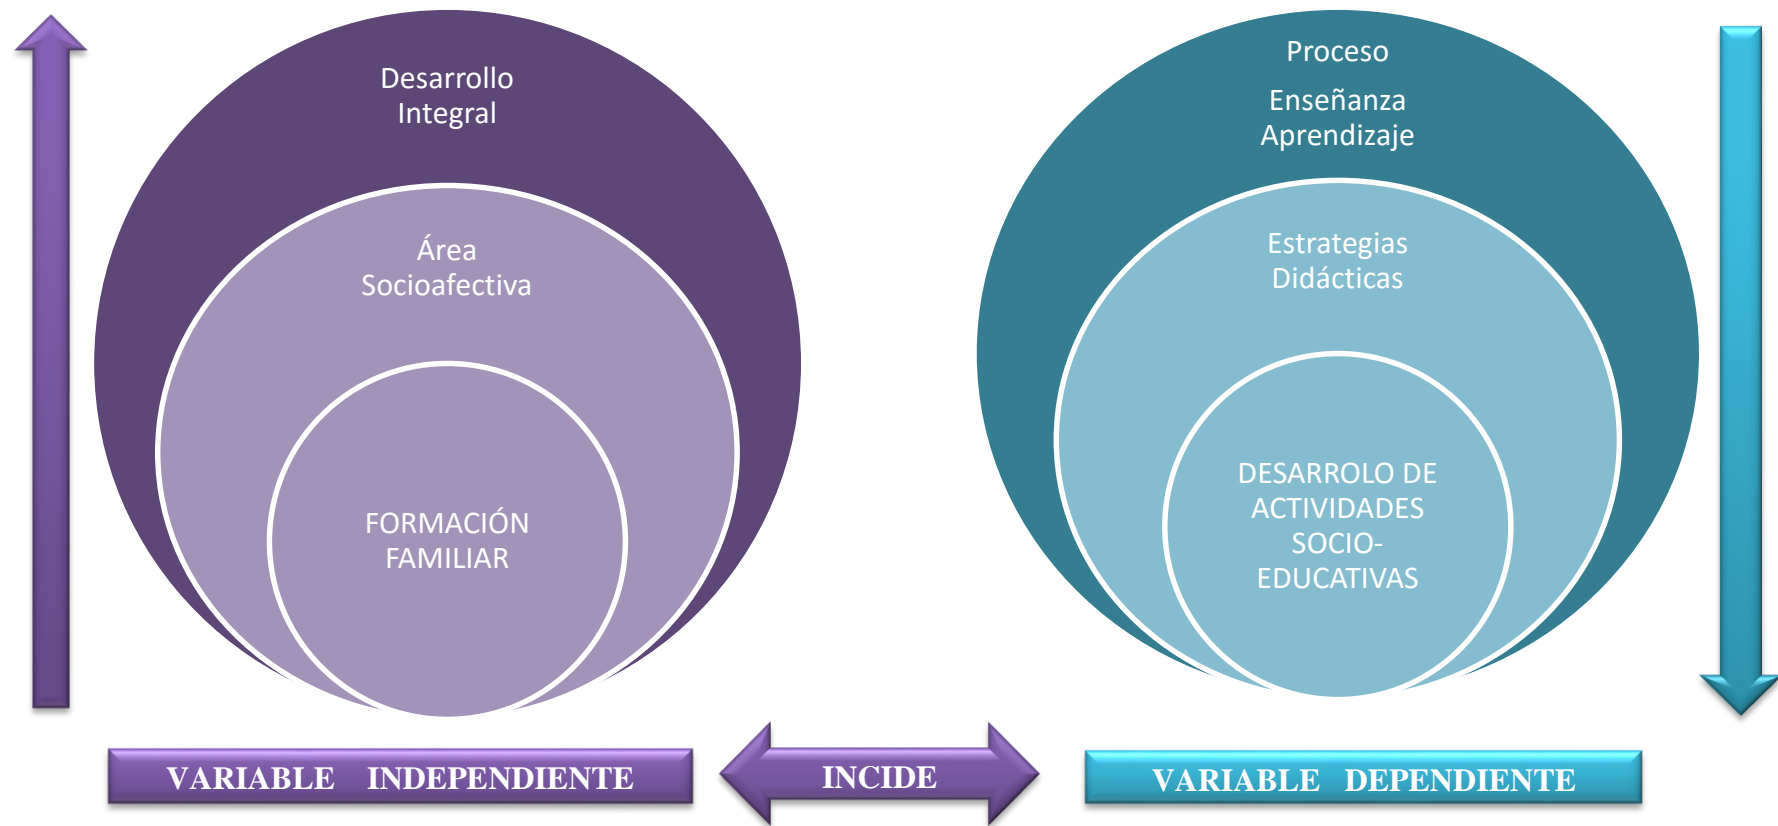 Desarrollo
Integral
Área
Socioafectiva
FORMACIÓN
FAMILIAR
Proceso
Enseñanza
Aprendizaje
Estrategias
Didácticas
DESARROLO DE
ACTIVIDADES
SOCIO-
EDUCATIVAS
VARIABLE INDEPENDIENTE
INCIDE
VARIABLE DEPENDIENTE